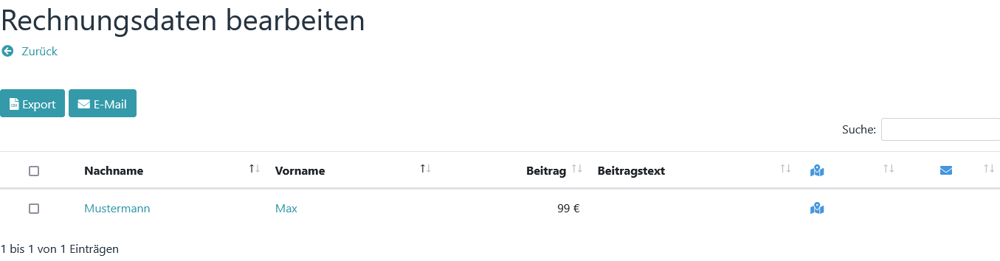 Rechnungsdaten bearbeiten
Zurück
Export E-Mail
Suche:
Nachname Vorname Beitrag Beitragstext
Mustermann Max 99 €
1 bis 1 von 1 Einträgen